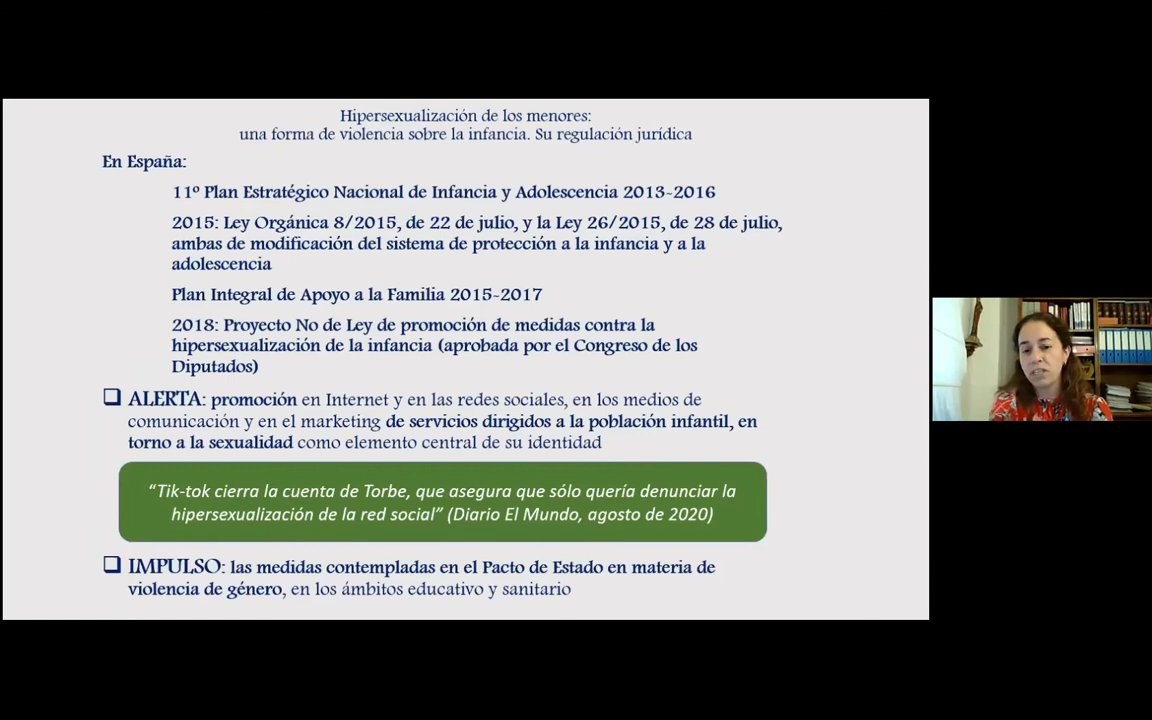 Hipersexualización de los menores:
una forma de violencia sobre la infancia. Su regulación jurídica
En España:
11º Plan Estratégico Nacional de Infancia y Adolescencia 2013-2016
2015: Ley Orgánica 8/2015, de 22 de julio, y la Ley 26/2015, de 28 de julio,
ambas de modificación del sistema de protección a la infancia y a la
adolescencia
Plan Integral de Apoyo a la Familia 2015-2017
2018: Proyecto No de Ley de promoción de medidas contra la
hipersexualización de la infancia (aprobada por el Congreso de los
Diputados)
❑ ALERTA: promoción en Internet y en las redes sociales, en los medios de
comunicación y en el marketing de servicios dirigidos a la población infantil, en
torno a la sexualidad como elemento central de su identidad
“Tik-tok cierra la cuenta de Torbe, que asegura que sólo quería denunciar la
hipersexualización de la red social” (Diario El Mundo, agosto de 2020)
❑ IMPULSO: las medidas contempladas en el Pacto de Estado en materia de
violencia de género, en los ámbitos educativo y sanitario